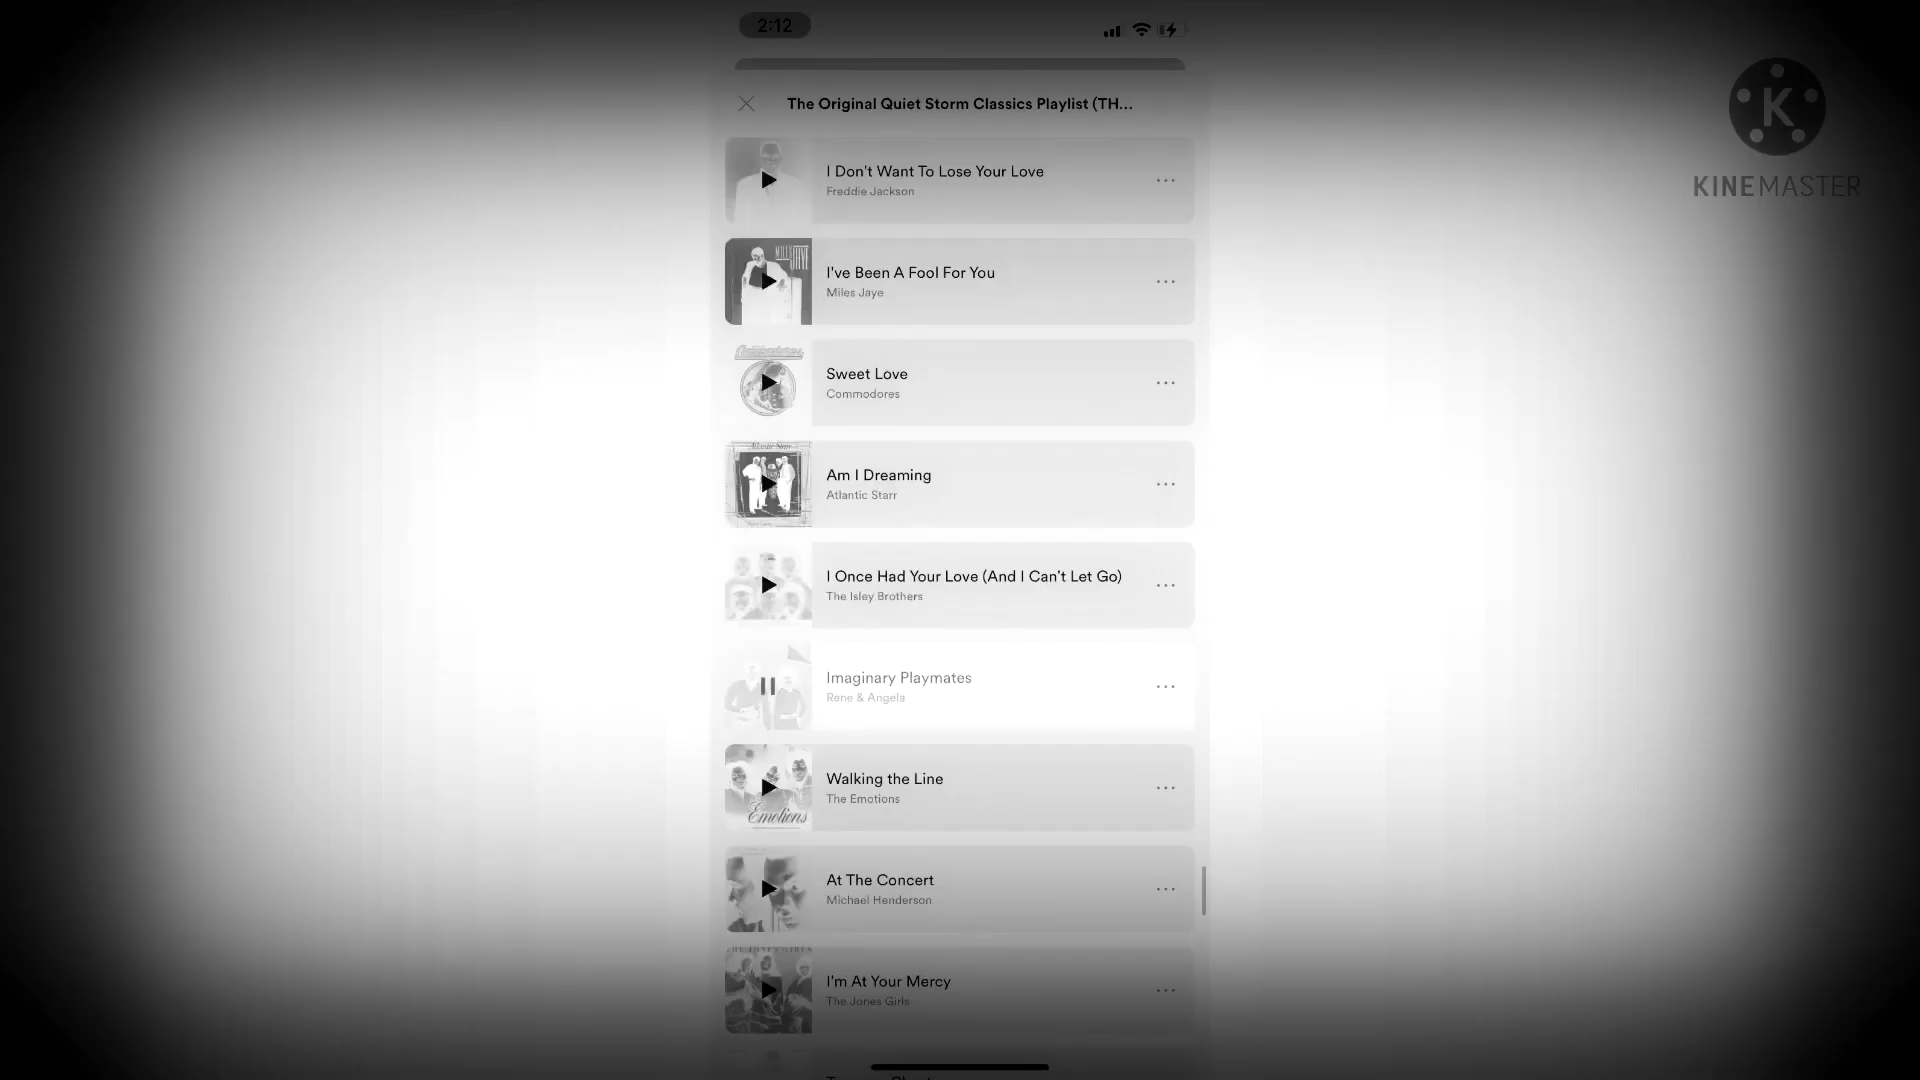 2:12
KINEMASTER
The Original Quiet Storm Classics Playlist (TH...
I Don't Want To Lose Your Love
Freddie Jackson
I've Been A Fool For You
Miles Jaye
Sweet Love
Commodores
Atlantic Starr
Am I Dreaming
Atlantic Starr
I Once Had Your Love (And I Can't Let Go)
The Isley Brothers
Imaginary Playmates
Rene & Angela
Walking the Line
The Emotions
Emotions
At The Concert
Michael Henderson
I'm At Your Mercy
The Jones Girls